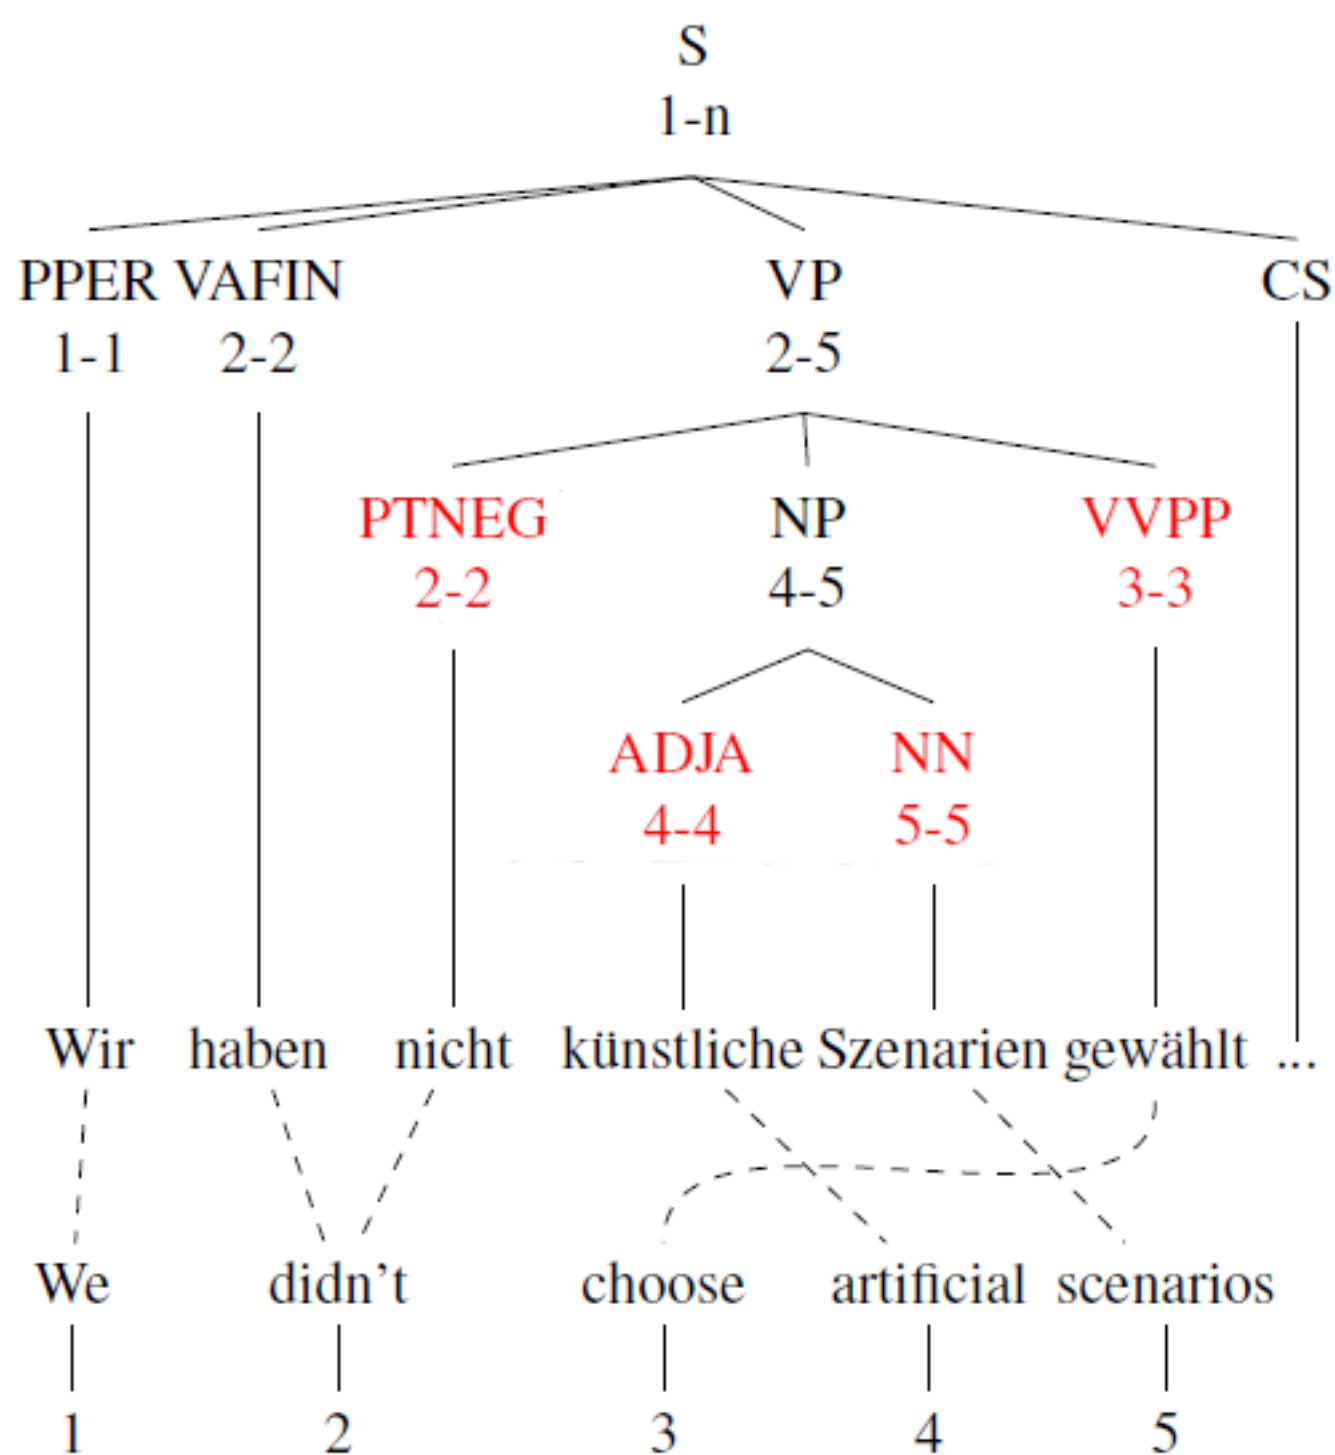 S
1-n
PPER VAFIN VP CS
1-1 2-2 2-5
PTNEG NP VVPP
2-2 4-5 3-3
ADJA NN
4-4 5-5
Wir haben nicht künstliche Szenarien gewählt ...
We didn't choose artificial scenarios
1 2 3 4 5